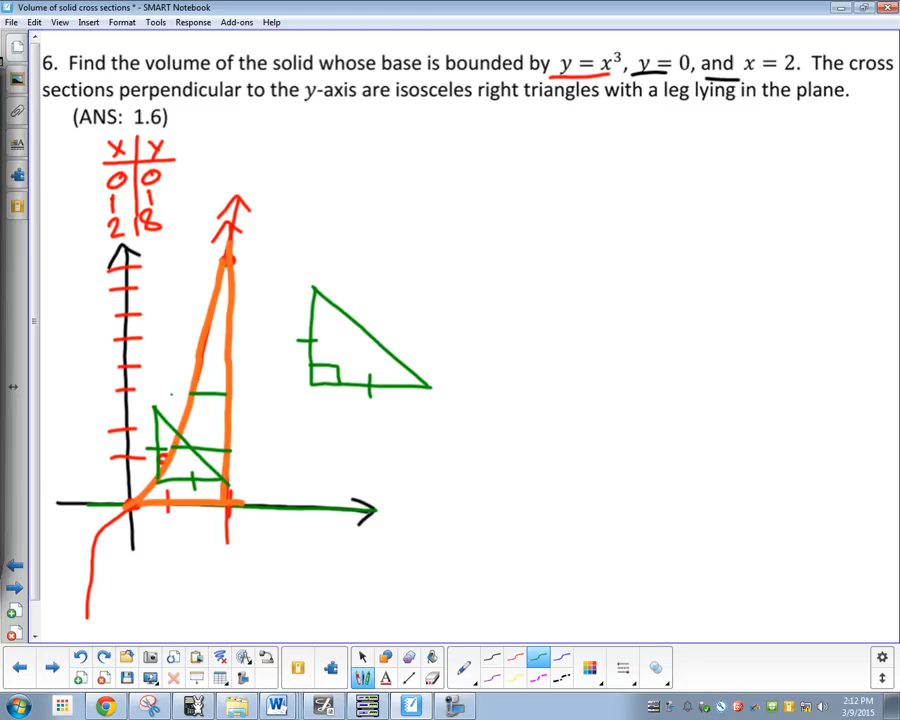 Volume of solid cross sections * - SMART Notebook
File Edit View Insert Format Tools Response Add-ons Help
6. Find the volume of the solid whose base is bounded by y = x³, y = 0, and x = 2. The cross
sections perpendicular to the y-axis are isosceles right triangles with a leg lying in the plane.
(ANS: 1.6)
x y
0 0
1 1
2 8
2:12 PM
3/9/2015